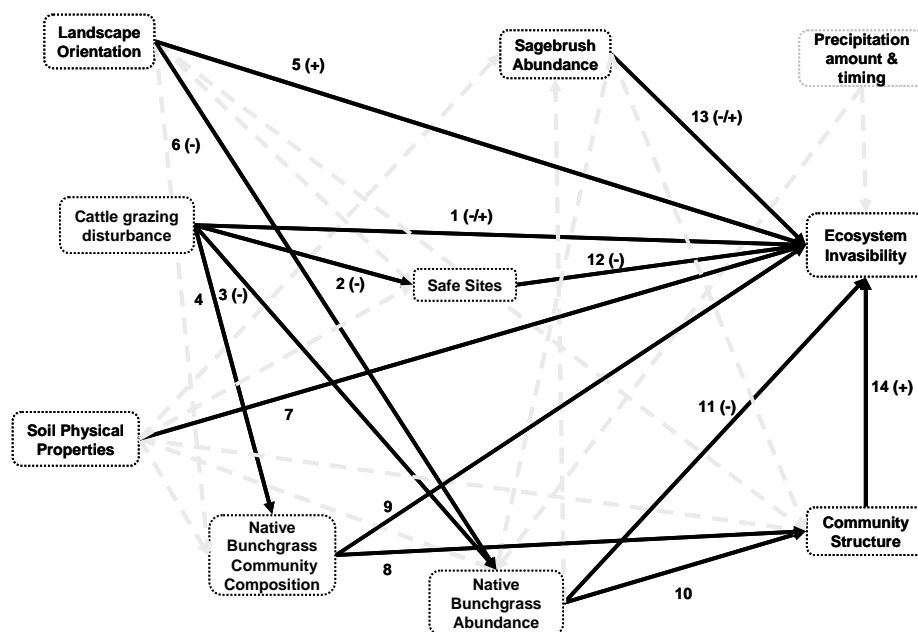 Landscape
Orientation
Sagebrush
Abundance
Precipitation
amount &
timing
5 (+)
13 (-/+)
6 (-)
Cattle grazing
disturbance
1 (-/+)
Ecosystem
Invasibility
2 (-)
12 (-)
Safe Sites
4
3 (-)
14 (+)
11 (-)
7
Soil Physical
Properties
9
Native
Bunchgrass
Community
Composition
8
Community
Structure
Native
Bunchgrass
Abundance
10